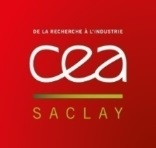 DE LA RECHERCHE À L'INDUSTRIE
cea
SACLAY